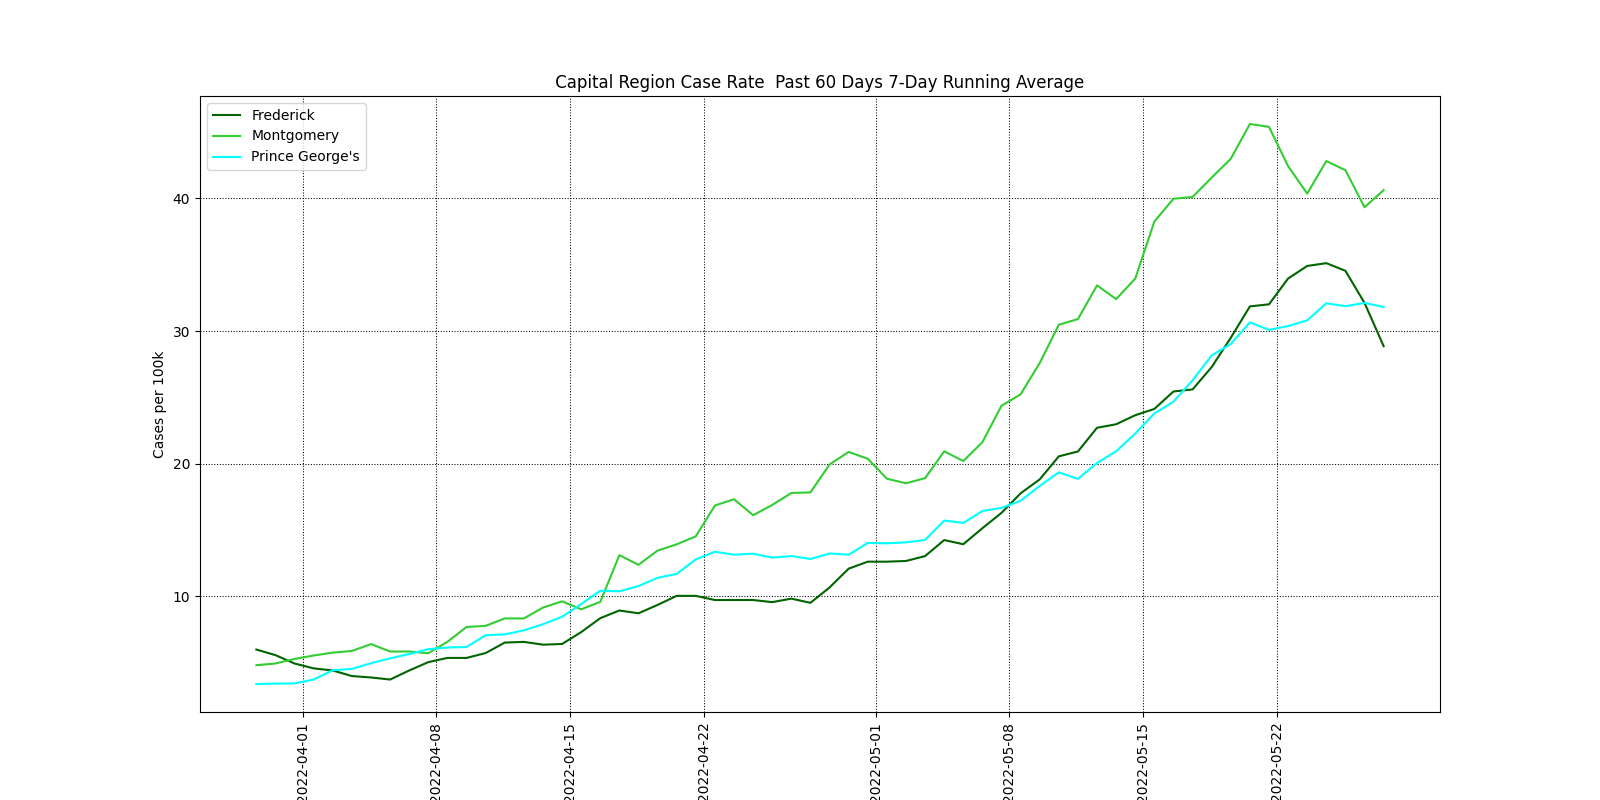 Capital Region Case Rate  Past 60 Days 7-Day Running Average
Frederick
Montgomery
Prince George's
Cases per 100k
40
30
20
10
2022-04-01
2022-04-08
2022-04-15
2022-04-22
2022-05-01
2022-05-08
2022-05-15
2022-05-22